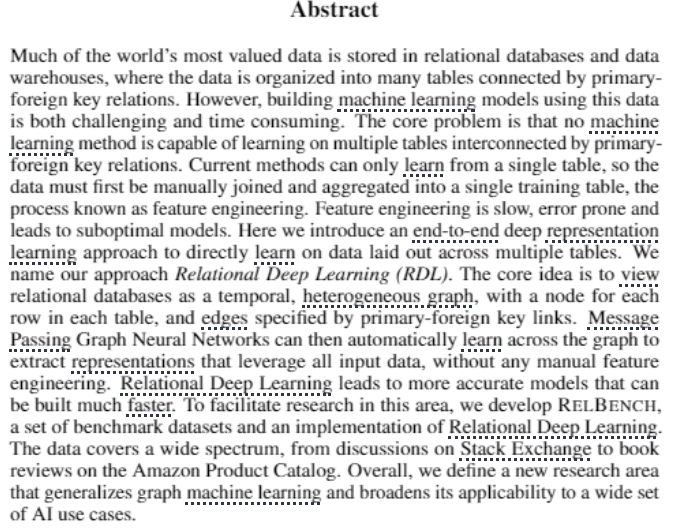 Abstract
Much of the world's most valued data is stored in relational databases and data
warehouses, where the data is organized into many tables connected by primary-
foreign key relations. However, building machine learning models using this data
is both challenging and time consuming. The core problem is that no machine
learning method is capable of learning on multiple tables interconnected by primary-
foreign key relations. Current methods can only learn from a single table, so the
data must first be manually joined and aggregated into a single training table, the
process known as feature engineering. Feature engineering is slow, error prone and
leads to suboptimal models. Here we introduce an end-to-end deep representation
learning approach to directly learn on data laid out across multiple tables. We
name our approach Relational Deep Learning (RDL). The core idea is to view
relational databases as a temporal, heterogeneous graph, with a node for each
row in each table, and edges specified by primary-foreign key links. Message
Passing Graph Neural Networks can then automatically learn across the graph to
extract representations that leverage all input data, without any manual feature
engineering. Relational Deep Learning leads to more accurate models that can
be built much faster. To facilitate research in this area, we develop RELBENCH,
a set of benchmark datasets and an implementation of Relational Deep Learning.
The data covers a wide spectrum, from discussions on Stack Exchange to book
reviews on the Amazon Product Catalog. Overall, we define a new research area
that generalizes graph machine learning and broadens its applicability to a wide set
of AI use cases.